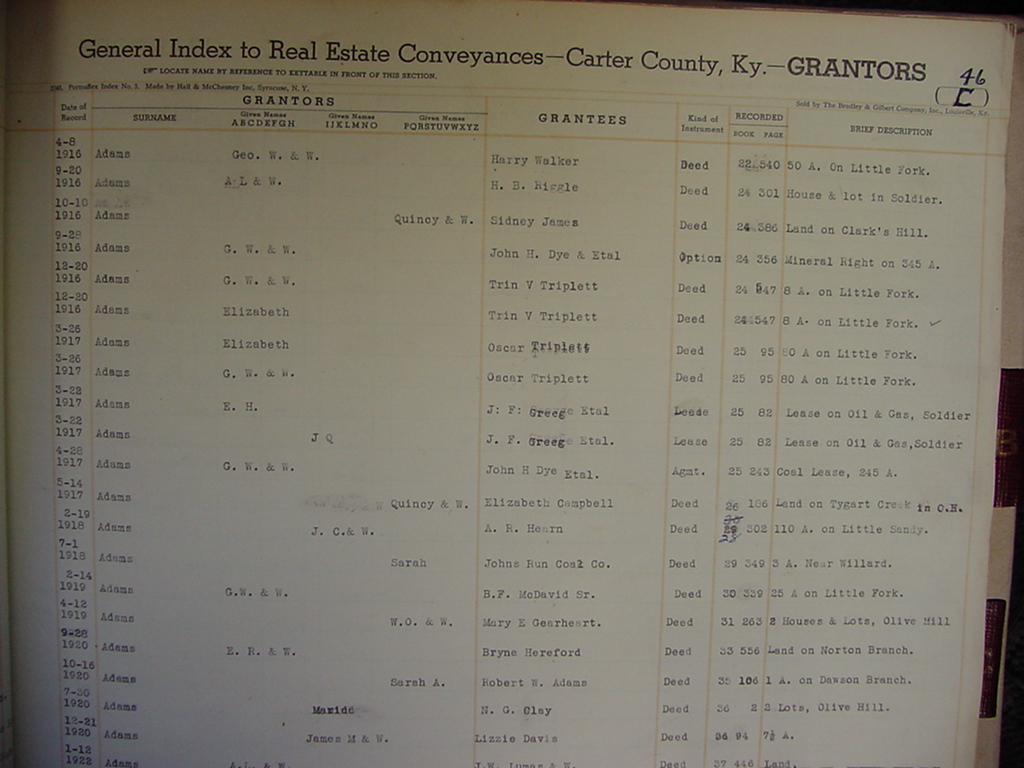 General Index to Real Estate Conveyances—Carter County, Ky.—GRANTORS
46
(C)
LOCATE NAME BY REFERENCE TO KEYTABLE IN FRONT OF THIS SECTION.
Permaflex Index No. 3. Made by Hall & McChesney Inc, Syracuse, N. Y.
Sold by The Bradley & Gilbert Company, Inc., Louisville, Ky.
GRANTORS
Date of Record SURNAME Given Names ABCDEFGH Given Names IJKLMNO Given Names PQRSTUVWXYZ GRANTEES Kind of Instrument RECORDED BOOK PAGE BRIEF DESCRIPTION
4-8
1916 Adams Geo. W. & W. Harry Walker Deed 22 540 50 A. On Little Fork.
9-20
1916 Adams A.L & W. H. B. Riggle Deed 24 301 House & lot in Soldier.
10-10
1916 Adams Quincy & W. Sidney James Deed 24 386 Land on Clark's Hill.
9-28
1916 Adams G. W. & W. John H. Dye & Etal Option 24 356 Mineral Right on 345 A.
12-20
1916 Adams G. W. & W. Trin V Triplett Deed 24 547 8 A. on Little Fork.
12-20
1916 Adams Elizabeth Trin V Triplett Deed 24 547 8 A. on Little Fork. ✓
3-26
1917 Adams Elizabeth Oscar Triplett Deed 25 95 80 A on Little Fork.
3-26
1917 Adams G. W. & W. Oscar Triplett Deed 25 95 80 A on Little Fork.
3-22
1917 Adams E. H. J: F: Etal 25 82 Lease on Oil & Gas, Soldier
3-22
1917 Adams J Q J. F. Etal. Lease 25 82 Lease on Oil & Gas,Soldier
4-28
1917 Adams G. W. & W. John H Dye Etal. Agmt. 25 243 Coal Lease, 245 A.
5-14
1917 Adams Quincy & W. Elizabeth Campbell Deed 26 186 Land on Tygart Creek in O.H.
2-19
1918 Adams J. C.& W. A. R. Hearn Deed 302 110 A. on Little Sandy.
7-1
1918 Adams Sarah Johns Run Coal Co. Deed 29 349 3 A. Near Willard.
2-14
1919 Adams G.W. & W. B.F. McDavid Sr. Deed 30 339 25 A on Little Fork.
4-12
1919 Adams W.O. & W. Mary E Gearheart. Deed 31 263 2 Houses & Lots, Olive Hill
9-28
1920 Adams E. R. & W. Bryne Hereford Deed 33 556 Land on Norton Branch.
10-16
1920 Adams Sarah A. Robert W. Adams Deed 35 106 1 A. on Dawson Branch.
7-30
1920 Adams N. G. Clay Deed 36 2 2 Lots, Olive Hill.
12-21
1920 Adams James M & W. Lizzie Davis Deed 36 94 7½ A.
1-12
1922 Adams A.L. & W. J.W. Lumas & W. Deed 37 446 Land.